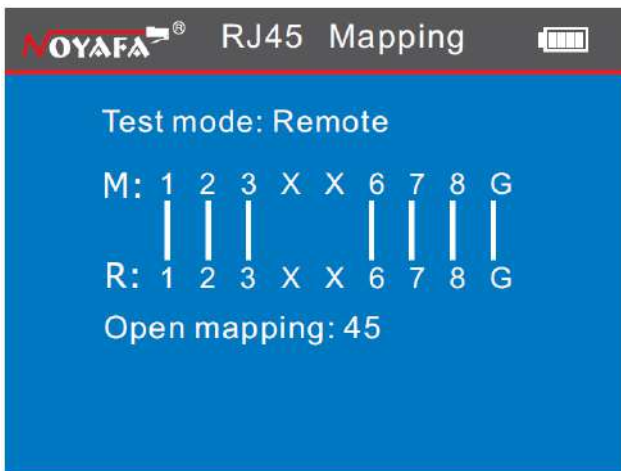 NOYAFA® RJ45 Mapping
Test mode: Remote
M: 1 2 3 X X 6 7 8 G
R: 1 2 3 X X 6 7 8 G
Open mapping: 45